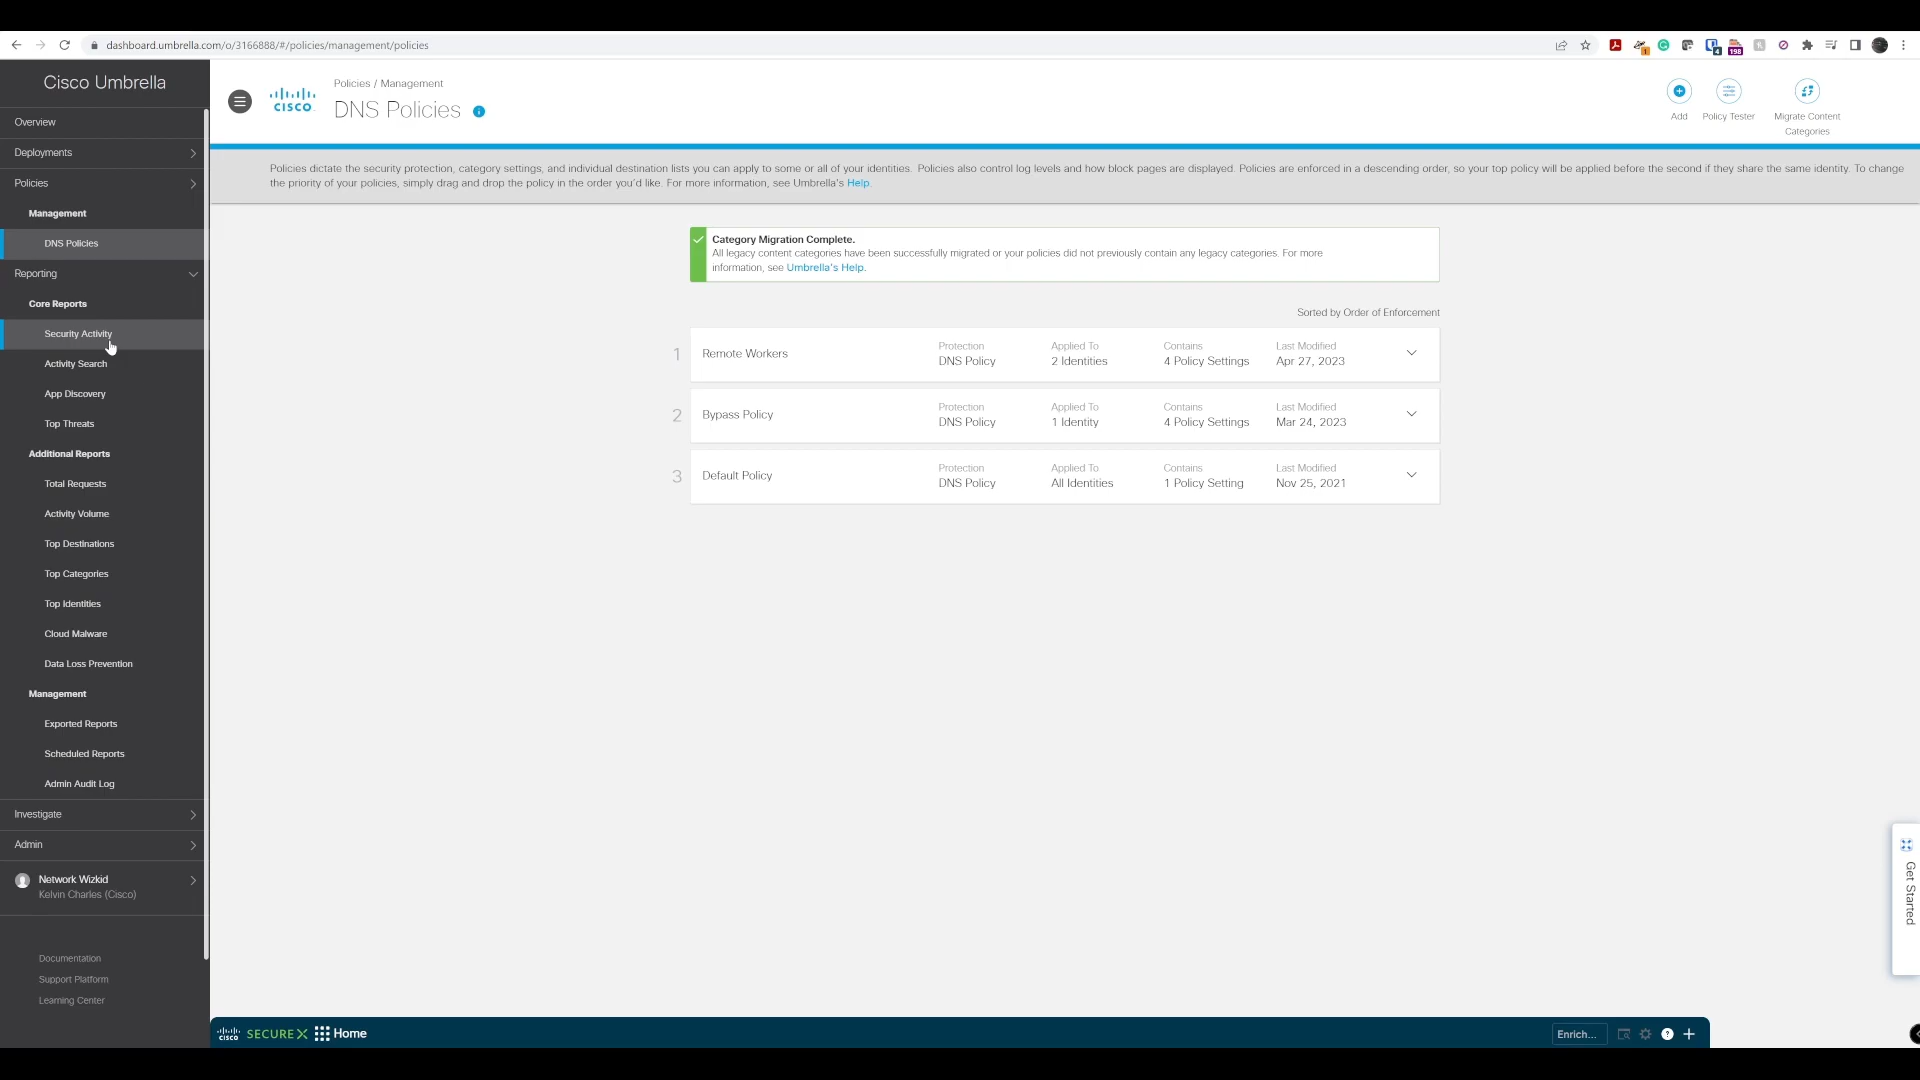 dashboard.umbrella.com/o/3166888/#/policies/management/policies
1
4
198
Cisco Umbrella
Overview
Deployments
Policies
Management
DNS Policies
Reporting
Core Reports
Security Activity
Activity Search
App Discovery
Top Threats
Additional Reports
Total Requests
Activity Volume
Top Destinations
Top Categories
Top Identities
Cloud Malware
Data Loss Prevention
Management
Exported Reports
Scheduled Reports
Admin Audit Log
Investigate
Admin
Network Wizkid
Kelvin Charles (Cisco)
Documentation
Support Platform
Learning Center
CISCO
Policies / Management
DNS Policies
Add
Policy Tester
Migrate Content
Categories
Policies dictate the security protection, category settings, and individual destination lists you can apply to some or all of your identities. Policies also control log levels and how block pages are displayed. Policies are enforced in a descending order, so your top policy will be applied before the second if they share the same identity. To change
the priority of your policies, simply drag and drop the policy in the order you'd like. For more information, see Umbrella's Help.
Category Migration Complete.
All legacy content categories have been successfully migrated or your policies did not previously contain any legacy categories. For more
information, see Umbrella's Help.
Sorted by Order of Enforcement
1 Remote Workers
Protection
DNS Policy
Applied To
2 Identities
Contains
4 Policy Settings
Last Modified
Apr 27, 2023
2 Bypass Policy
Protection
DNS Policy
Applied To
1 Identity
Contains
4 Policy Settings
Last Modified
Mar 24, 2023
3 Default Policy
Protection
DNS Policy
Applied To
All Identities
Contains
1 Policy Setting
Last Modified
Nov 25, 2021
Get Started
CISCO SECUREX Home
Enrich...